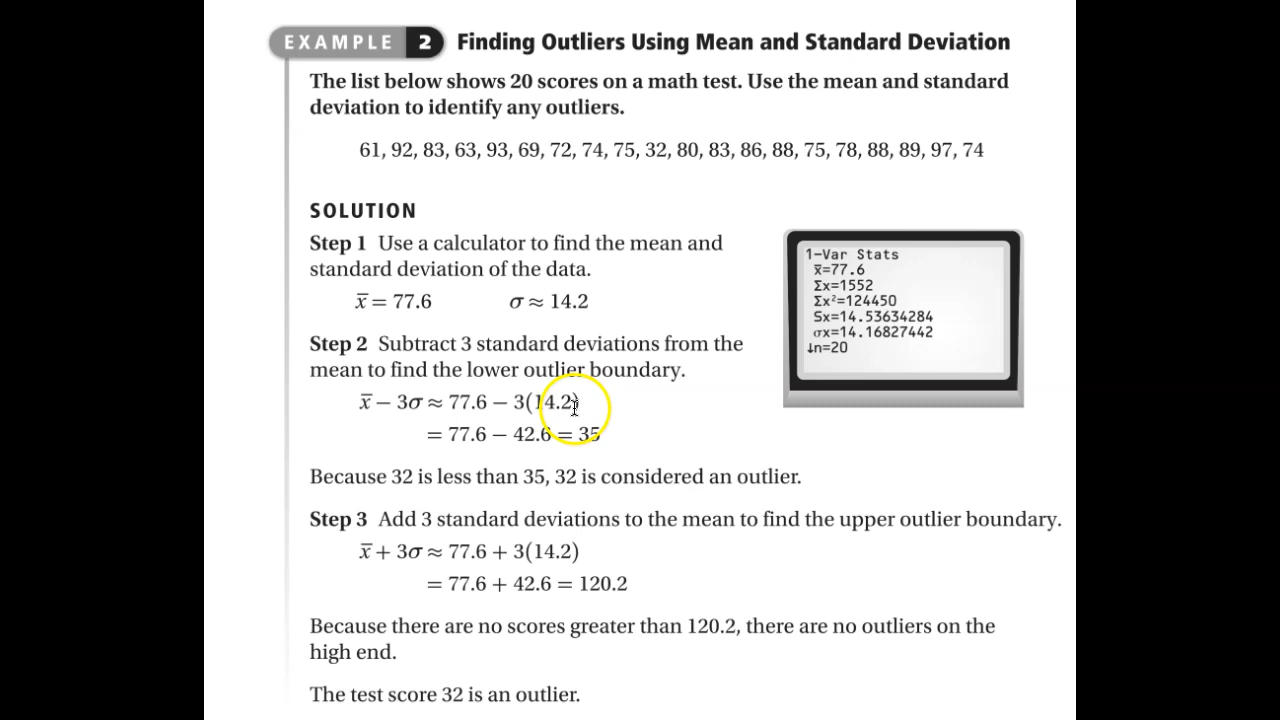 EXAMPLE 2 Finding Outliers Using Mean and Standard Deviation
The list below shows 20 scores on a math test. Use the mean and standard
deviation to identify any outliers.
61, 92, 83, 63, 93, 69, 72, 74, 75, 32, 80, 83, 86, 88, 75, 78, 88, 89, 97, 74
SOLUTION
Step 1 Use a calculator to find the mean and
standard deviation of the data.
x̅ = 77.6 σ ≈ 14.2
1-Var Stats
x̅=77.6
Σx=1552
Σx²=124450
Sx=14.53634284
σx=14.16827442
↓n=20
Step 2 Subtract 3 standard deviations from the
mean to find the lower outlier boundary.
x̅ − 3σ ≈ 77.6 − 3(14.2)
= 77.6 − 42.6 = 35
Because 32 is less than 35, 32 is considered an outlier.
Step 3 Add 3 standard deviations to the mean to find the upper outlier boundary.
x̅ + 3σ ≈ 77.6 + 3(14.2)
= 77.6 + 42.6 = 120.2
Because there are no scores greater than 120.2, there are no outliers on the
high end.
The test score 32 is an outlier.